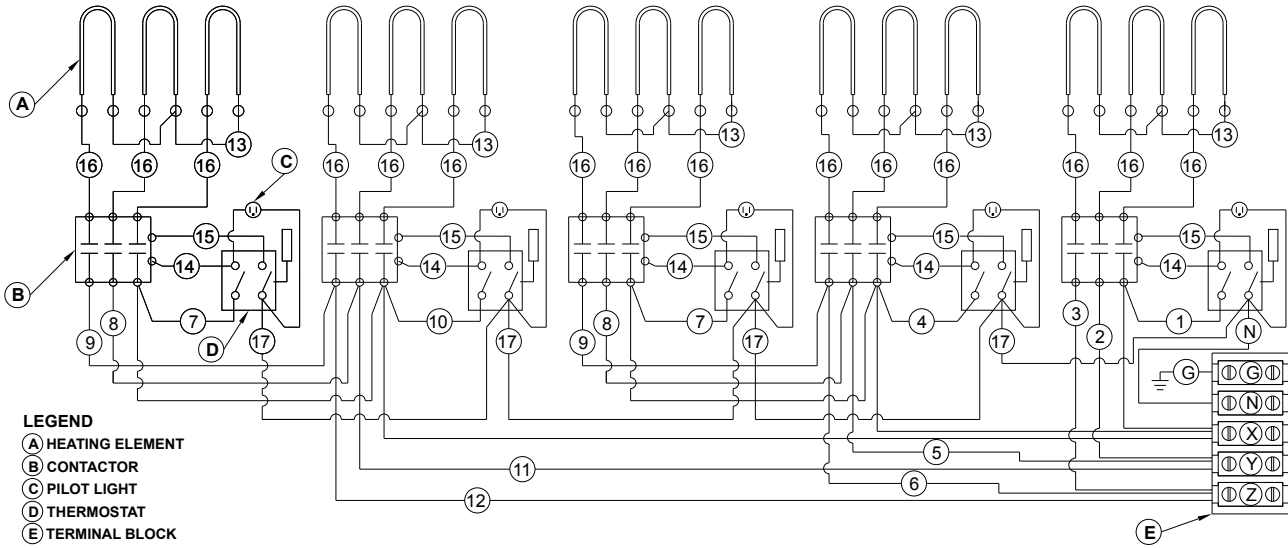 A
13 13 13 13 13
16 16 16 16 16 16 16 16 16 16 16 16 16 16 16
C
15 15 15 15 15
14 14 14 14 14
B
7 10 7 4 1
9 8 D 17 17 9 8 17 17 3 2 N
G G
N
X
5 Y
11
6
12 Z
E
LEGEND
A HEATING ELEMENT
B CONTACTOR
C PILOT LIGHT
D THERMOSTAT
E TERMINAL BLOCK